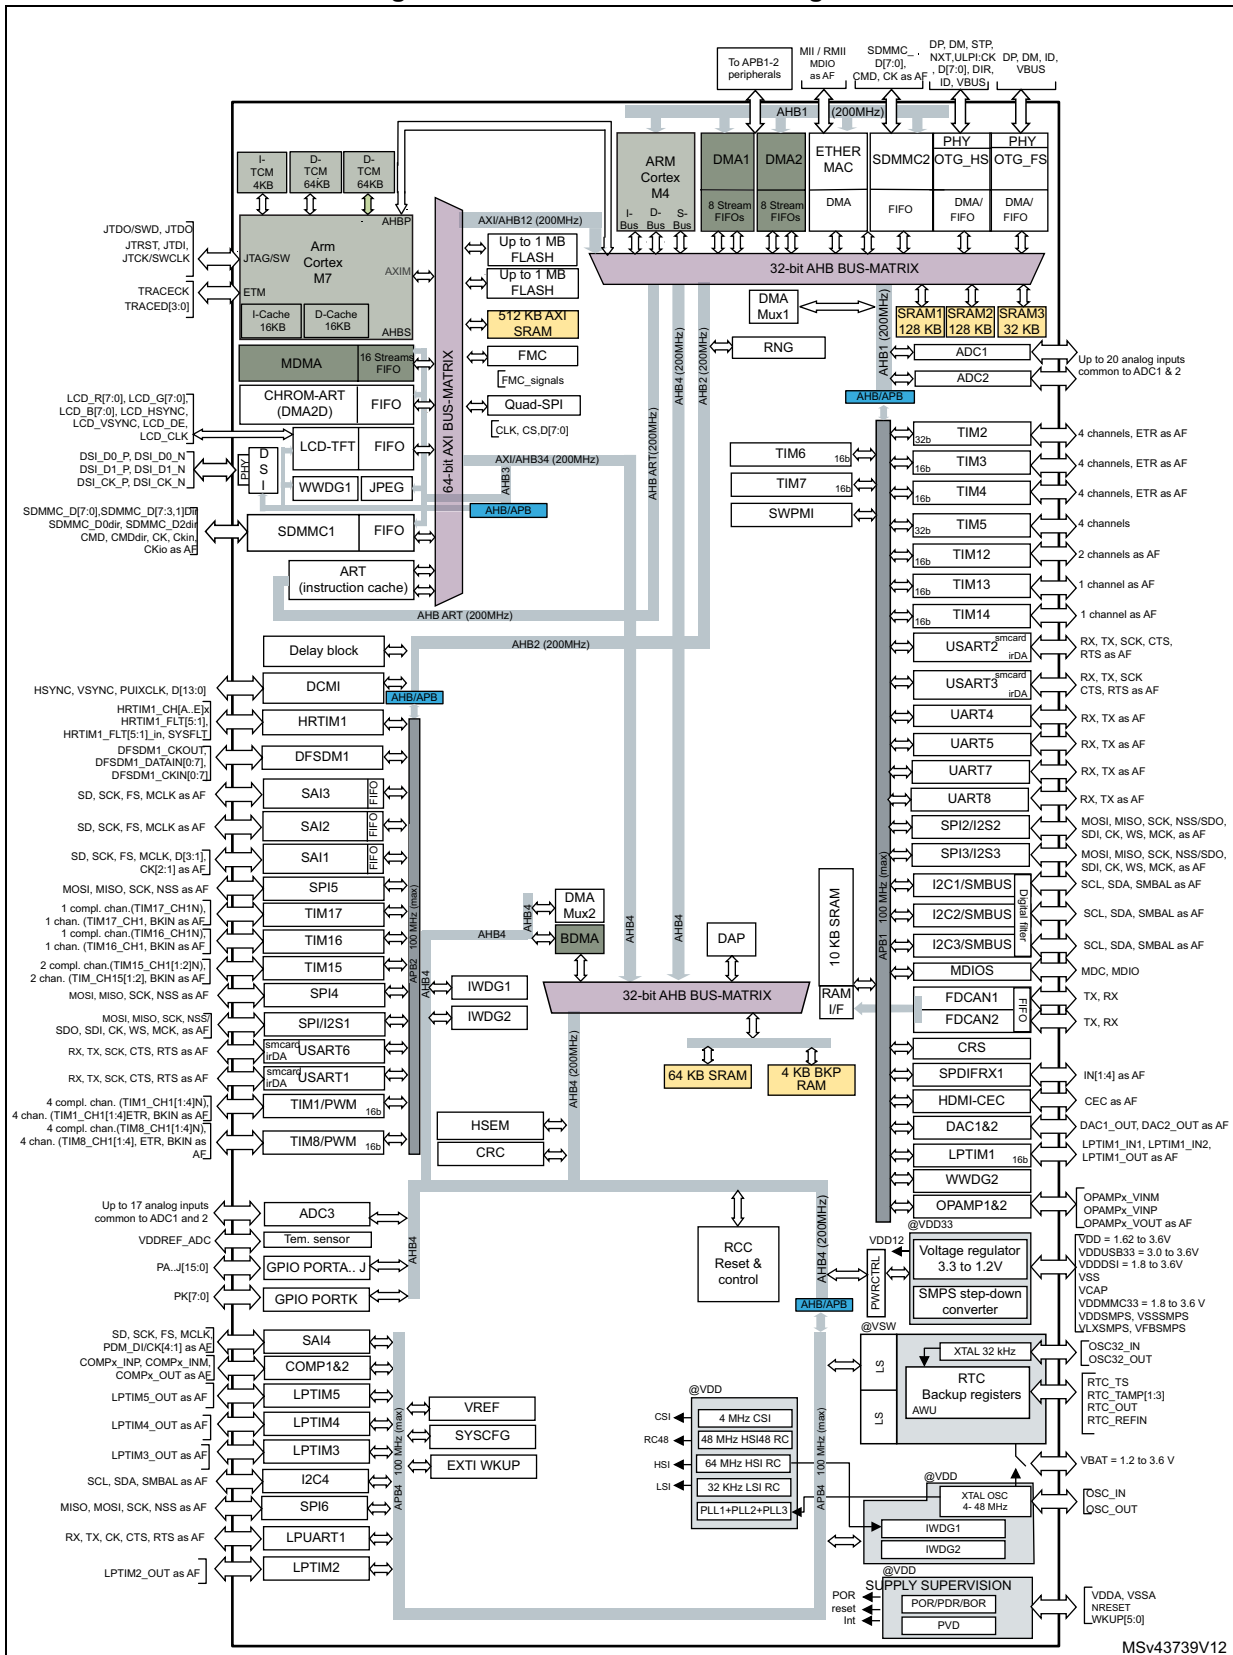 To APB1-2
peripherals
MII / RMII
MDIO
as AF
SDMMC_
D[7:0],
CMD, CK as AF
DP, DM, STP,
NXT,ULPI:CK
, D[7:0], DIR,
ID, VBUS
DP, DM, ID,
VBUS
AHB1 (200MHz)
I-
TCM
4KB
D-
TCM
64KB
D-
TCM
64KB
ARM
Cortex
M4
I-
Bus
D-
Bus
S-
Bus
DMA1
8 Stream
FIFOs
DMA2
8 Stream
FIFOs
ETHER
MAC
DMA
SDMMC2
FIFO
PHY
OTG_HS
DMA/
FIFO
PHY
OTG_FS
DMA/
FIFO
AHBP
AXI/AHB12 (200MHz)
JTDO/SWD, JTDO
JTRST, JTDI,
JTCK/SWCLK
JTAG/SW
Arm
Cortex
M7
AXIM
TRACECK
TRACED[3:0]
ETM
I-Cache
16KB
D-Cache
16KB
AHBS
Up to 1 MB
FLASH
Up to 1 MB
FLASH
512 KB AXI
SRAM
FMC
FMC_signals
Quad-SPI
CLK, CS,D[7:0]
64-bit AXI BUS-MATRIX
32-bit AHB BUS-MATRIX
DMA
Mux1
RNG
SRAM1
128 KB
SRAM2
128 KB
SRAM3
32 KB
AHB1 (200MHz)
AHB4 (200MHz)
AHB2 (200MHz)
ADC1
ADC2
Up to 20 analog inputs
common to ADC1 & 2
AHB/APB
MDMA
16 Streams
FIFO
CHROM-ART
(DMA2D)
FIFO
LCD_R[7:0], LCD_G[7:0],
LCD_B[7:0], LCD_HSYNC,
LCD_VSYNC, LCD_DE,
LCD_CLK
LCD-TFT
FIFO
DSI_D0_P, DSI_D0_N
DSI_D1_P, DSI_D1_N
DSI_CK_P, DSI_CK_N
PHY
D
S
I
WWDG1
JPEG
AXI/AHB34 (200MHz)
AHB3
AHB/APB
SDMMC_D[7:0],SDMMC_D[7:3,1]Dir
SDMMC_D0dir, SDMMC_D2dir
CMD, CMDdir, CK, Ckin,
CKio as AF
SDMMC1
FIFO
ART
(instruction cache)
AHB ART (200MHz)
AHB ART(200MHz)
TIM6
16b
TIM7
16b
SWPMI
TIM2
32b
4 channels, ETR as AF
TIM3
16b
4 channels, ETR as AF
TIM4
16b
4 channels, ETR as AF
TIM5
32b
4 channels
TIM12
16b
2 channels as AF
TIM13
16b
1 channel as AF
TIM14
16b
1 channel as AF
USART2
smcard
irDA
RX, TX, SCK, CTS,
RTS as AF
USART3
smcard
irDA
RX, TX, SCK
CTS, RTS as AF
UART4
RX, TX as AF
UART5
RX, TX as AF
UART7
RX, TX as AF
UART8
RX, TX as AF
SPI2/I2S2
MOSI, MISO, SCK, NSS/SDO,
SDI, CK, WS, MCK, as AF
SPI3/I2S3
MOSI, MISO, SCK, NSS/SDO,
SDI, CK, WS, MCK, as AF
I2C1/SMBUS
SCL, SDA, SMBAL as AF
I2C2/SMBUS
SCL, SDA, SMBAL as AF
I2C3/SMBUS
SCL, SDA, SMBAL as AF
Digital filter
MDIOS
MDC, MDIO
FDCAN1
TX, RX
FDCAN2
TX, RX
FIFO
CRS
SPDIFRX1
IN[1:4] as AF
HDMI-CEC
CEC as AF
DAC1&2
DAC1_OUT, DAC2_OUT as AF
LPTIM1
16b
LPTIM1_IN1, LPTIM1_IN2,
LPTIM1_OUT as AF
WWDG2
OPAMP1&2
OPAMPx_VINM
OPAMPx_VINP
OPAMPx_VOUT as AF
APB1 100 MHz (max)
10 KB SRAM
RAM
I/F
AHB2 (200MHz)
Delay block
HSYNC, VSYNC, PUIXCLK, D[13:0]
DCMI
AHB/APB
HRTIM1_CH[A..E]x
HRTIM1_FLT[5:1],
HRTIM1_FLT[5:1]_in, SYSFLT
HRTIM1
DFSDM1_CKOUT,
DFSDM1_DATAIN[0:7],
DFSDM1_CKIN[0:7]
DFSDM1
SD, SCK, FS, MCLK as AF
SAI3
FIFO
SD, SCK, FS, MCLK as AF
SAI2
FIFO
SD, SCK, FS, MCLK, D[3:1],
CK[2:1] as AF
SAI1
FIFO
MOSI, MISO, SCK, NSS as AF
SPI5
1 compl. chan.(TIM17_CH1N),
1 chan. (TIM17_CH1, BKIN as AF
TIM17
1 compl. chan.(TIM16_CH1N),
1 chan. (TIM16_CH1, BKIN as AF
TIM16
2 compl. chan.(TIM15_CH1[1:2]N),
2 chan. (TIM_CH15[1:2], BKIN as AF
TIM15
MOSI, MISO, SCK, NSS as AF
SPI4
MOSI, MISO, SCK, NSS/
SDO, SDI, CK, WS, MCK, as AF
SPI/I2S1
RX, TX, SCK, CTS, RTS as AF
smcard
irDA
USART6
RX, TX, SCK, CTS, RTS as AF
smcard
irDA
USART1
4 compl. chan. (TIM1_CH1[1:4]N),
4 chan. (TIM1_CH1[1:4]ETR, BKIN as AF
TIM1/PWM
16b
4 compl. chan.(TIM8_CH1[1:4]N),
4 chan. (TIM8_CH1[1:4], ETR, BKIN as
AF
TIM8/PWM
16b
APB2 100 MHz (max)
AHB4
AHB4
AHB4
DMA
Mux2
BDMA
IWDG1
IWDG2
AHB4
AHB4
DAP
32-bit AHB BUS-MATRIX
64 KB SRAM
4 KB BKP
RAM
AHB4 (200MHz)
HSEM
CRC
Up to 17 analog inputs
common to ADC1 and 2
ADC3
VDDREF_ADC
Tem. sensor
PA..J[15:0]
GPIO PORTA.. J
PK[7:0]
GPIO PORTK
AHB4
RCC
Reset &
control
AHB4 (200MHz)
AHB/APB
VDD12
PWRCTRL
@VDD33
Voltage regulator
3.3 to 1.2V
SMPS step-down
converter
VDD = 1.62 to 3.6V
VDDUSB33 = 3.0 to 3.6V
VDDDSI = 1.8 to 3.6V
VSS
VCAP
VDDMMC33 = 1.8 to 3.6 V
VDDSMPS, VSSSMPS
VLXSMPS, VFBSMPS
SD, SCK, FS, MCLK,
PDM_DI/CK[4:1] as AF
SAI4
COMPx_INP, COMPx_INM,
COMPx_OUT as AF
COMP1&2
LPTIM5_OUT as AF
LPTIM5
LPTIM4_OUT as AF
LPTIM4
LPTIM3_OUT as AF
LPTIM3
SCL, SDA, SMBAL as AF
I2C4
MISO, MOSI, SCK, NSS as AF
SPI6
RX, TX, CK, CTS, RTS as AF
LPUART1
LPTIM2_OUT as AF
LPTIM2
APB4 100 MHz (max)
VREF
SYSCFG
EXTI WKUP
@VDD
CSI
4 MHz CSI
RC48
48 MHz HSI48 RC
HSI
64 MHz HSI RC
LSI
32 KHz LSI RC
PLL1+PLL2+PLL3
APB4 100 MHz (max)
@VSW
LS
LS
XTAL 32 kHz
RTC
Backup registers
AWU
OSC32_IN
OSC32_OUT
RTC_TS
RTC_TAMP[1:3]
RTC_OUT
RTC_REFIN
VBAT = 1.2 to 3.6 V
@VDD
XTAL OSC
4- 48 MHz
OSC_IN
OSC_OUT
IWDG1
IWDG2
@VDD
SUPPLY SUPERVISION
POR
reset
Int
POR/PDR/BOR
PVD
VDDA, VSSA
NRESET
WKUP[5:0]
MSv43739V12